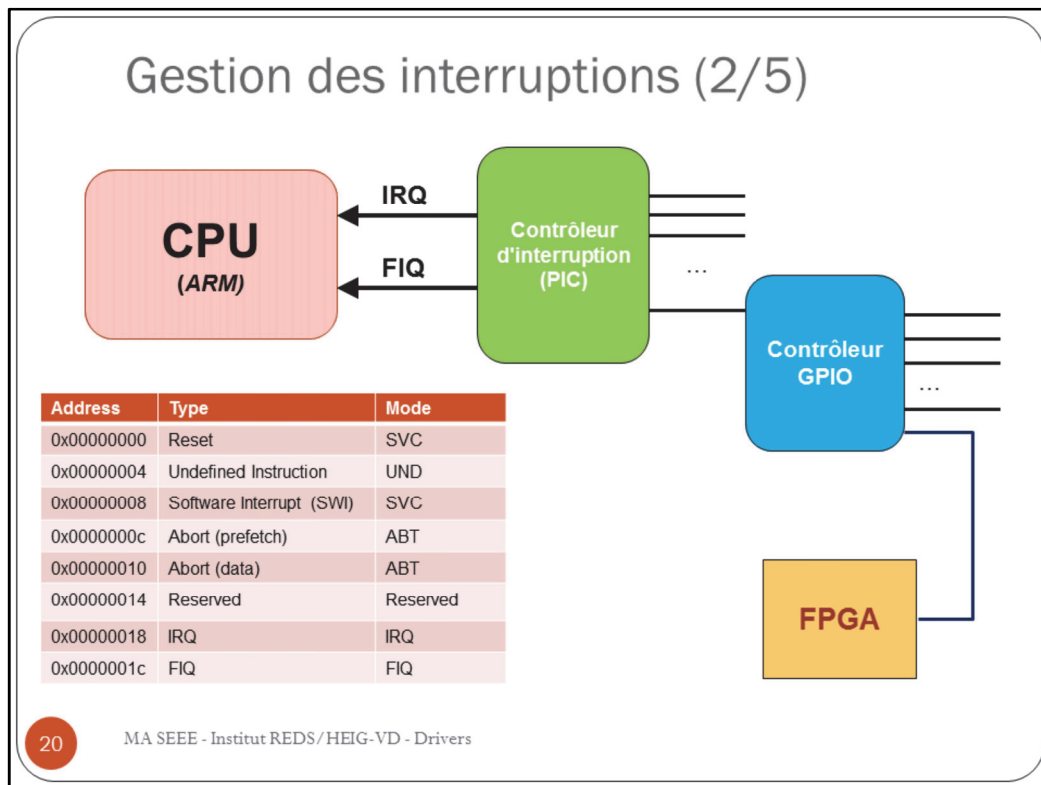 Gestion des interruptions (2/5)
CPU
(ARM)
IRQ
FIQ
Contrôleur
d'interruption
(PIC)
...
Contrôleur
GPIO
...
FPGA
Address Type Mode
0x00000000 Reset SVC
0x00000004 Undefined Instruction UND
0x00000008 Software Interrupt (SWI) SVC
0x0000000c Abort (prefetch) ABT
0x00000010 Abort (data) ABT
0x00000014 Reserved Reserved
0x00000018 IRQ IRQ
0x0000001c FIQ FIQ
20
MA SEEE - Institut REDS/HEIG-VD - Drivers